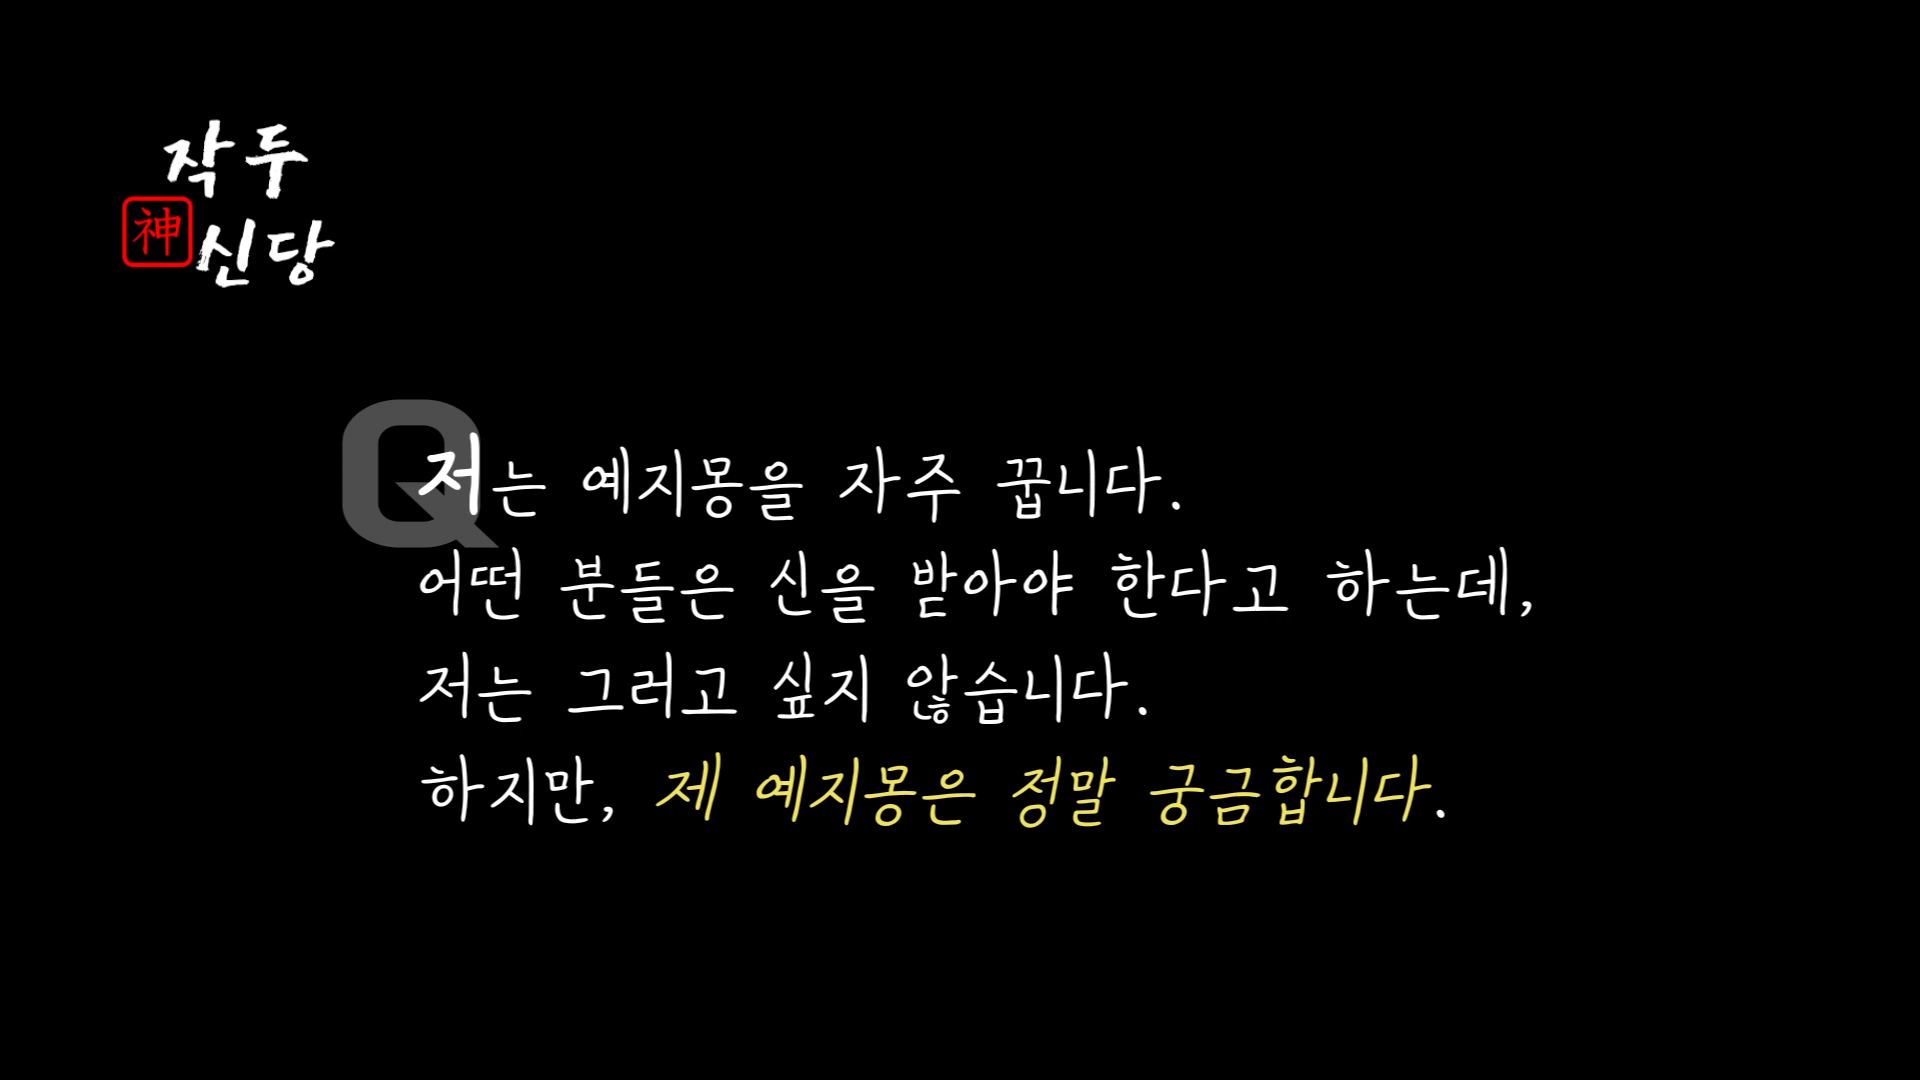 작두
神 신당
Q
저는 예지몽을 자주 꿉니다.
어떤 분들은 신을 받아야 한다고 하는데,
저는 그러고 싶지 않습니다.
하지만, 제 예지몽은 정말 궁금합니다.